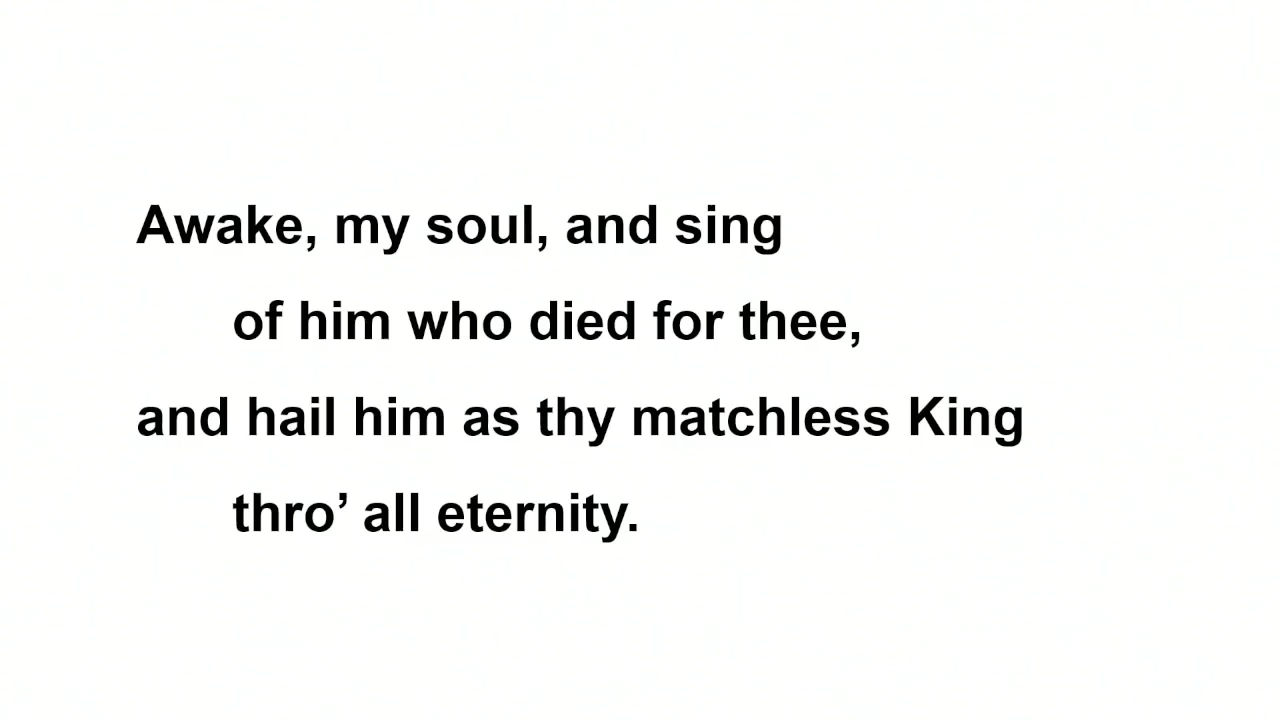 Awake, my soul, and sing
of him who died for thee,
and hail him as thy matchless King
thro’ all eternity.